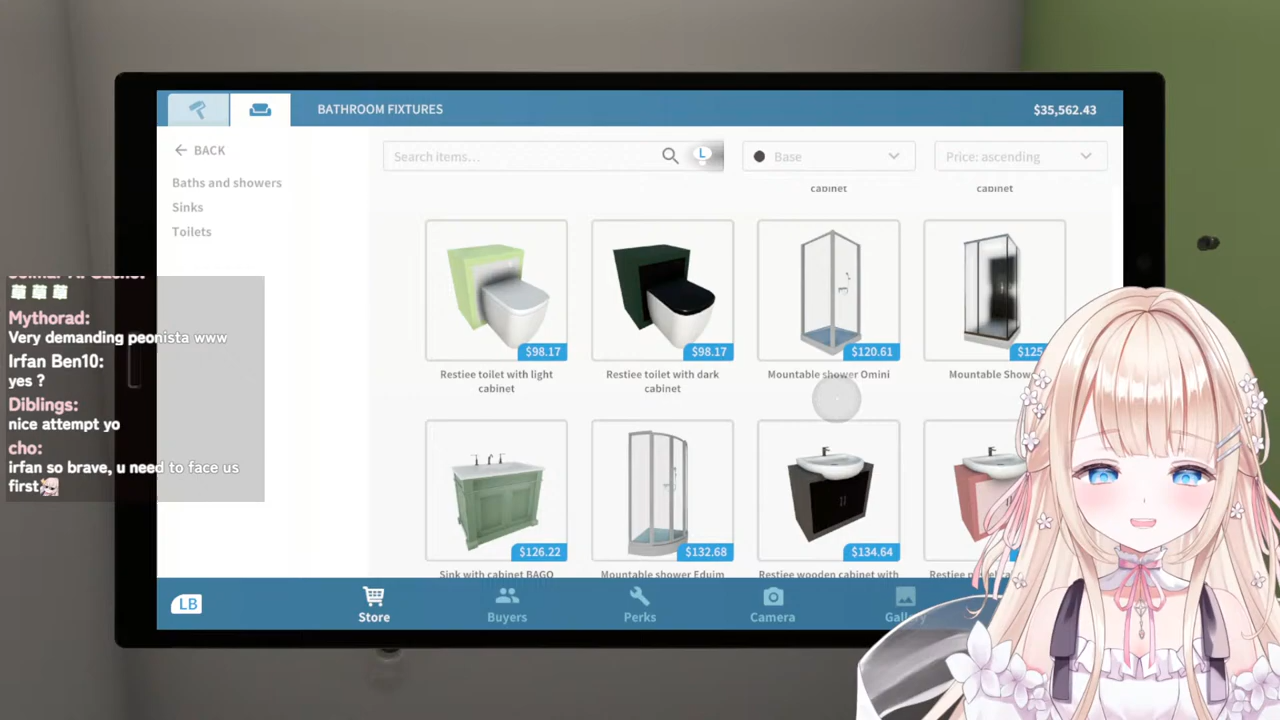 BATHROOM FIXTURES
$35,562.43
BACK
Search items...
L
Base
Price: ascending
Baths and showers
Sinks
Toilets
cabinet
cabinet
$98.17
$98.17
$120.61
$125
Restiee toilet with light
cabinet
Restiee toilet with dark
cabinet
Mountable shower Omini
Mountable Show
$126.22
$132.68
$134.64
Sink with cabinet BAGO
Mountable shower Eduim
Restiee wooden cabinet with
LB
Store
Buyers
Perks
Camera
Gallery
草 草 草
Mythorad:
Very demanding peonista www
Irfan Ben10:
yes ?
Diblings:
nice attempt yo
cho:
irfan so brave, u need to face us
first